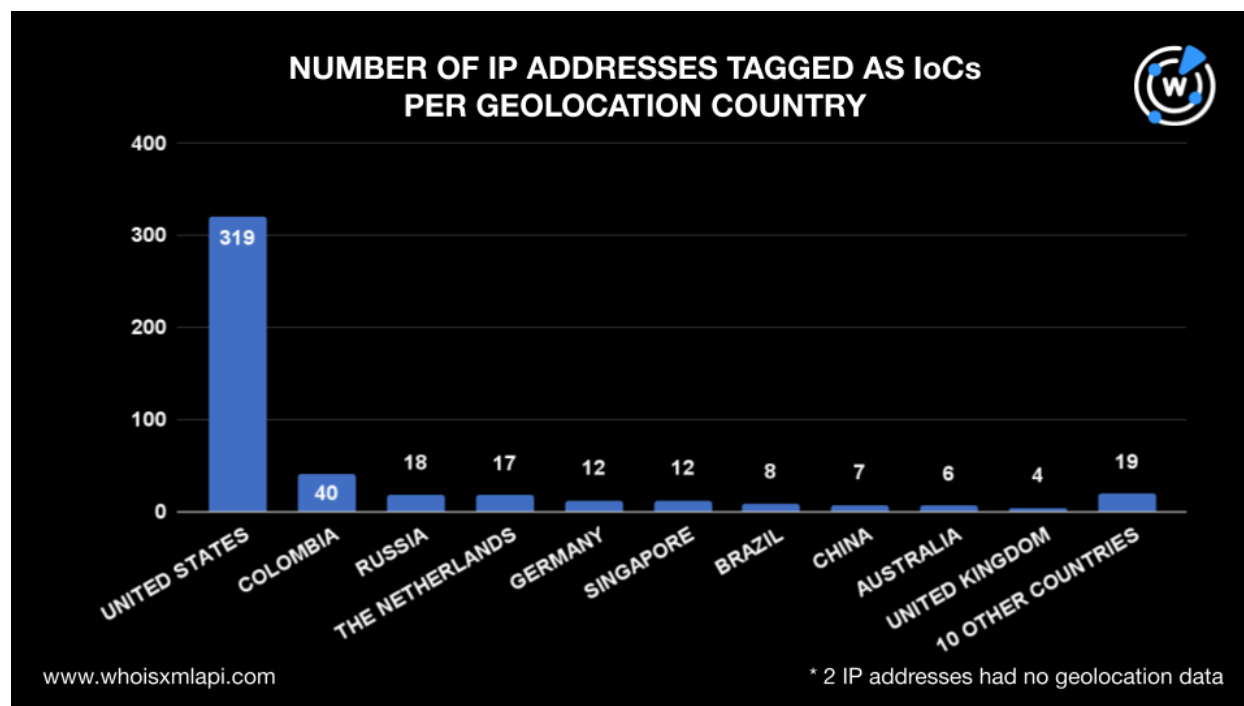 NUMBER OF IP ADDRESSES TAGGED AS IoCs
PER GEOLOCATION COUNTRY
W
400
300
200
100
0
319
40
18
17
12
12
8
7
6
4
19
UNITED STATES
COLOMBIA
RUSSIA
THE NETHERLANDS
GERMANY
SINGAPORE
BRAZIL
CHINA
AUSTRALIA
UNITED KINGDOM
10 OTHER COUNTRIES
www.whoisxmlapi.com
* 2 IP addresses had no geolocation data